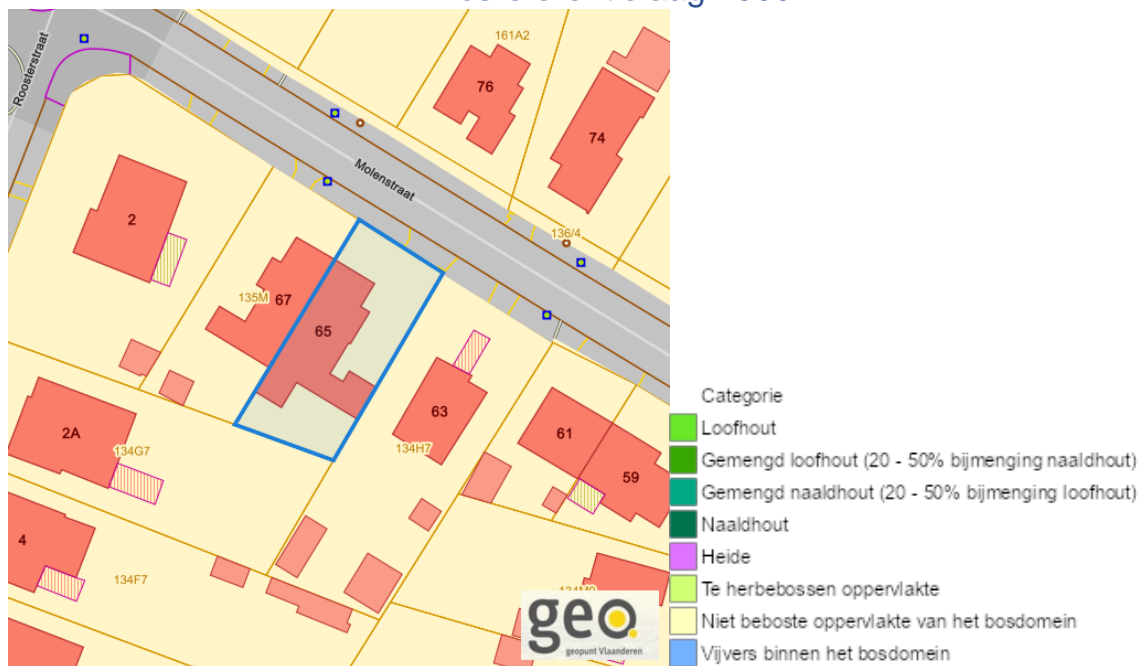 161A2
76
74
Roosterstraat
Molenstraat
2
136/4
135M
67
65
63
2A
134G7
134H7
61
59
4
134F7
geo
geopunt Vlaanderen
Categorie
Loofhout
Gemengd loofhout (20 - 50% bijmenging naaldhout)
Gemengd naaldhout (20 - 50% bijmenging loofhout)
Naaldhout
Heide
Te herbebossen oppervlakte
Niet beboste oppervlakte van het bosdomein
Vijvers binnen het bosdomein